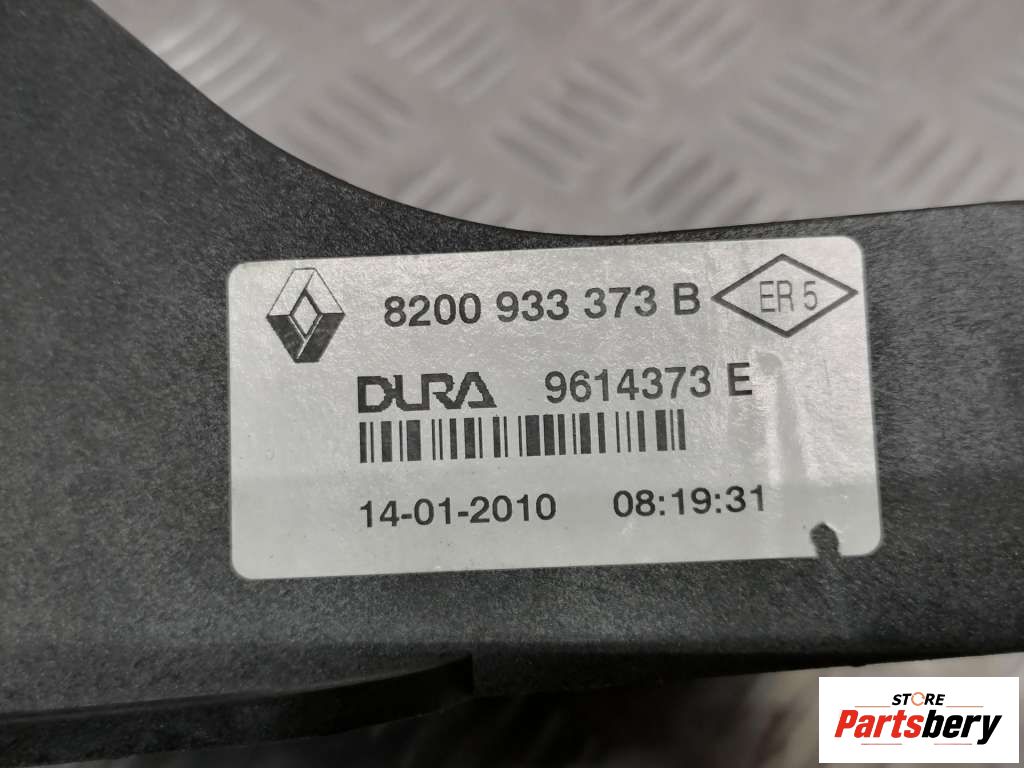 8200 933 373 B ER 5
DURA 9614373 E
14-01-2010 08:19:31
STORE
Partsbery